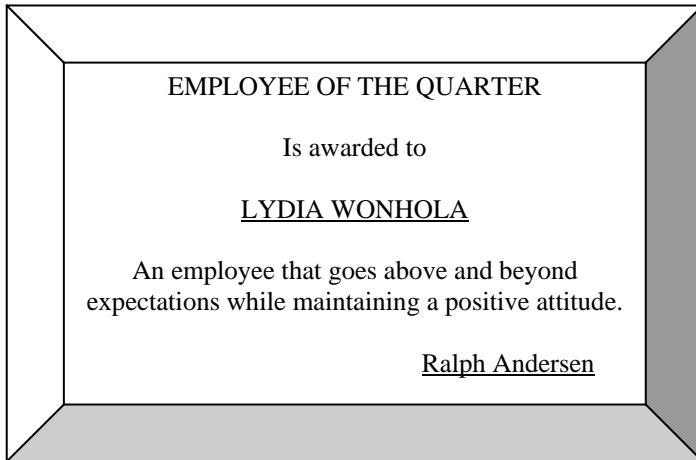 EMPLOYEE OF THE QUARTER
Is awarded to
LYDIA WONHOLA
An employee that goes above and beyond
expectations while maintaining a positive attitude.
Ralph Andersen